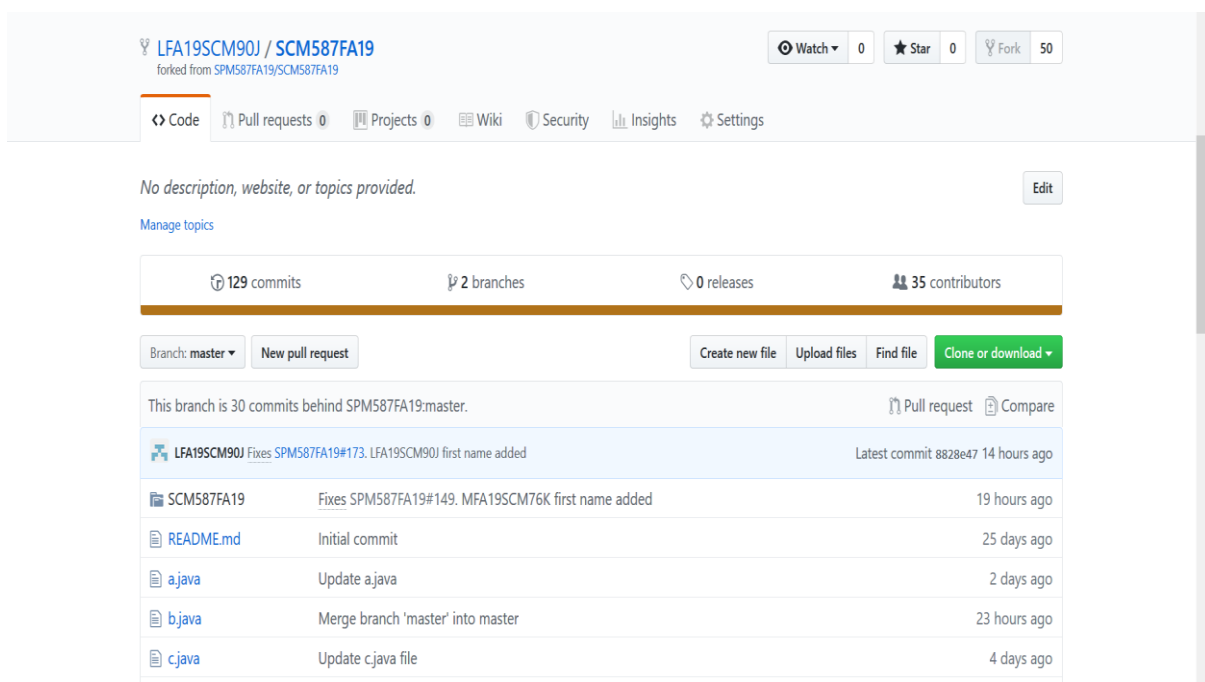 LFA19SCM90J / SCM587FA19
Watch 0 Star 0 Fork 50
forked from SPM587FA19/SCM587FA19
Code Pull requests 0 Projects 0 Wiki Security Insights Settings
No description, website, or topics provided. Edit
Manage topics
129 commits 2 branches 0 releases 35 contributors
Branch: master New pull request Create new file Upload files Find file Clone or download
This branch is 30 commits behind SPM587FA19:master. Pull request Compare
LFA19SCM90J Fixes SPM587FA19#173. LFA19SCM90J first name added Latest commit 8828e47 14 hours ago
SCM587FA19 Fixes SPM587FA19#149. MFA19SCM76K first name added 19 hours ago
README.md Initial commit 25 days ago
a.java Update a.java 2 days ago
b.java Merge branch 'master' into master 23 hours ago
c.java Update c.java file 4 days ago